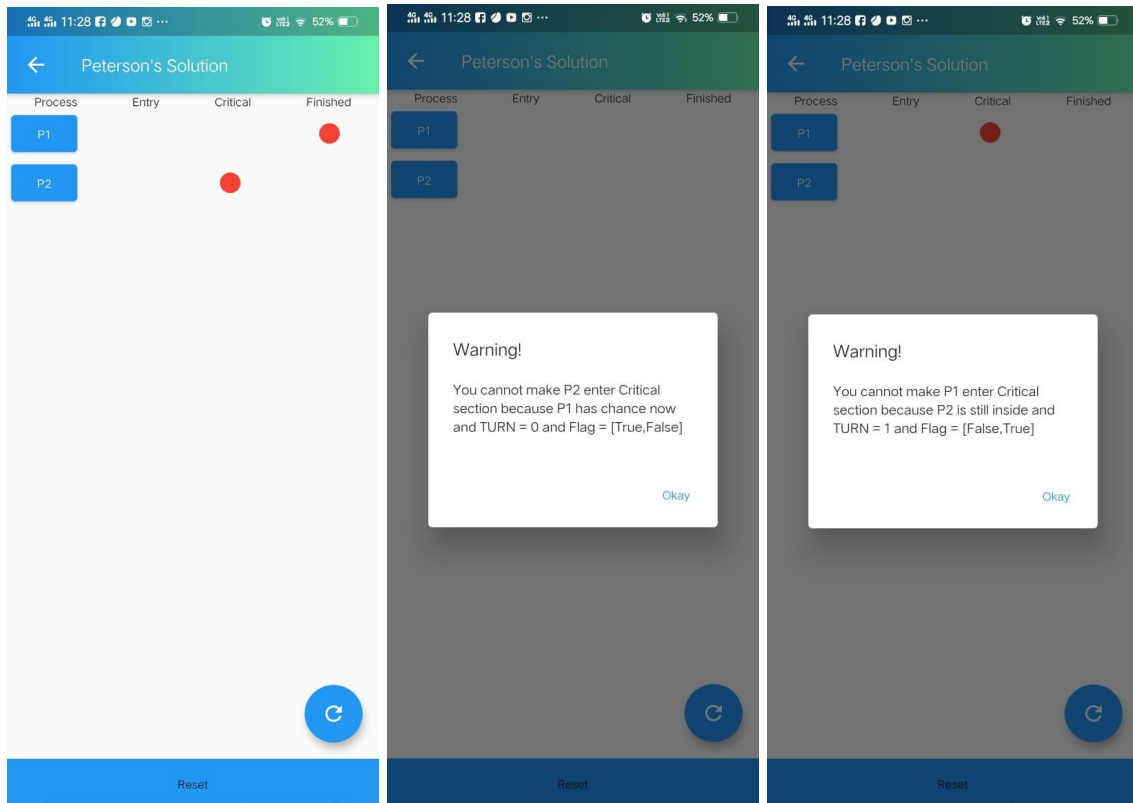 11:28 52%
Peterson's Solution
Process Entry Critical Finished
P1
P2
Reset
11:28 52%
Peterson's Solution
Process Entry Critical Finished
P1
P2
Warning!
You cannot make P2 enter Critical
section because P1 has chance now
and TURN = 0 and Flag = [True,False]
Okay
Reset
11:28 52%
Peterson's Solution
Process Entry Critical Finished
P1
P2
Warning!
You cannot make P1 enter Critical
section because P2 is still inside and
TURN = 1 and Flag = [False,True]
Okay
Reset